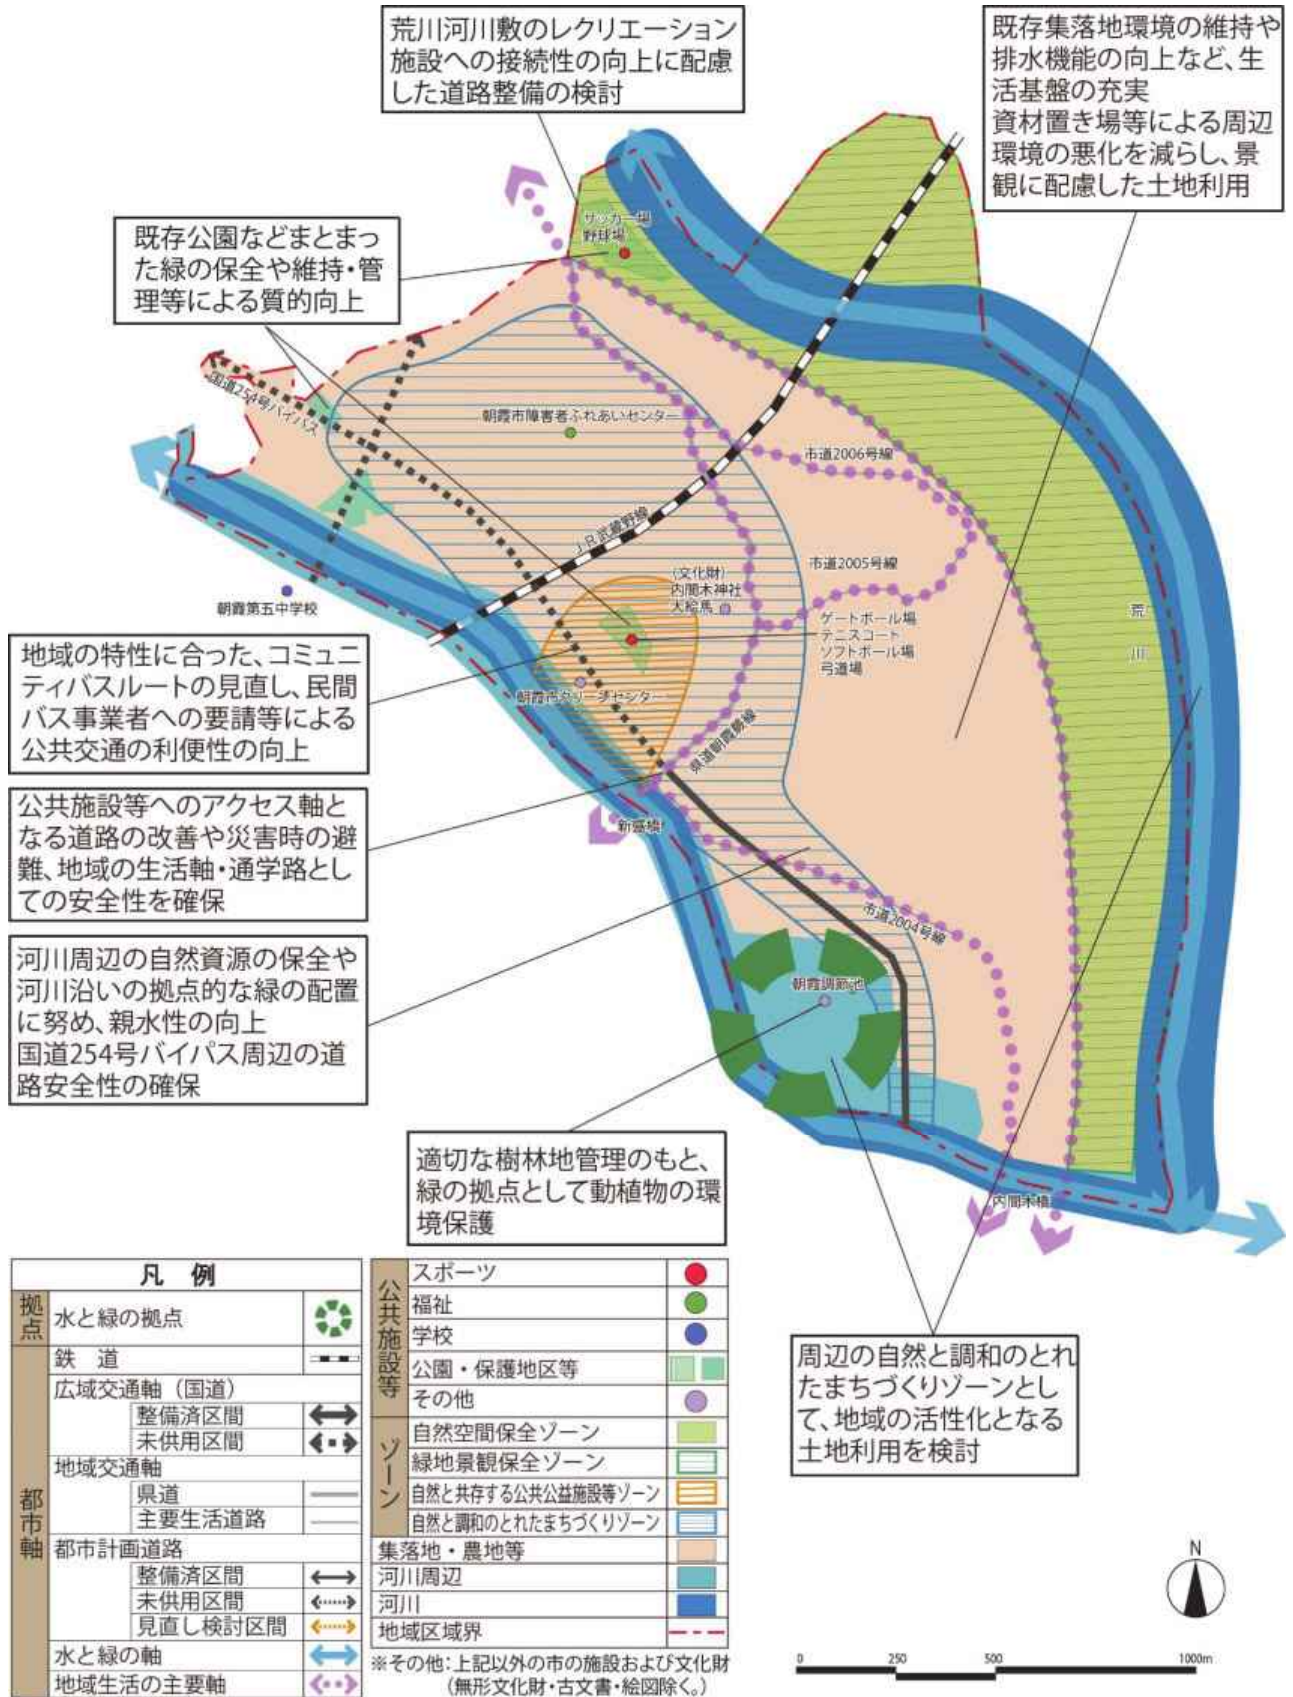 荒川河川敷のレクリエーション
施設への接続性の向上に配慮
した道路整備の検討
既存集落地環境の維持や
排水機能の向上など、生
活基盤の充実
資材置き場等による周辺
環境の悪化を減らし、景
観に配慮した土地利用
既存公園などまとまっ
た緑の保全や維持・管
理等による質的向上
サッカー場
野球場
国道254号バイパス
朝霞市障害者ふれあいセンター
市道2006号線
JR武蔵野線
市道2005号線
(文化財)
内間木神社
大絵馬
朝霞第五中学校
ゲートボール場
テニスコート
ソフトボール場
弓道場
荒
川
地域の特性に合った、コミュニ
ティバスルートの見直し、民間
バス事業者への要請等による
公共交通の利便性の向上
朝霞市クリーンセンター
県道朝霞蕨線
公共施設等へのアクセス軸と
なる道路の改善や災害時の避
難、地域の生活軸・通学路とし
ての安全性を確保
新盛橋
市道2004号線
河川周辺の自然資源の保全や
河川沿いの拠点的な緑の配置
に努め、親水性の向上
国道254号バイパス周辺の道
路安全性の確保
朝霞調節池
適切な樹林地管理のもと、
緑の拠点として動植物の環
境保護
内間木橋
周辺の自然と調和のとれ
たまちづくりゾーンとし
て、地域の活性化となる
土地利用を検討
凡 例
拠点
水と緑の拠点
都市軸
鉄 道
広域交通軸(国道)
整備済区間
未供用区間
地域交通軸
県道
主要生活道路
都市計画道路
整備済区間
未供用区間
見直し検討区間
水と緑の軸
地域生活の主要軸
公共施設等
スポーツ
福祉
学校
公園・保護地区等
その他
ゾーン
自然空間保全ゾーン
緑地景観保全ゾーン
自然と共存する公共公益施設等ゾーン
自然と調和のとれたまちづくりゾーン
集落地・農地等
河川周辺
河川
地域区域界
※その他:上記以外の市の施設および文化財
(無形文化財・古文書・絵図除く。)
N
0 250 500 1000m